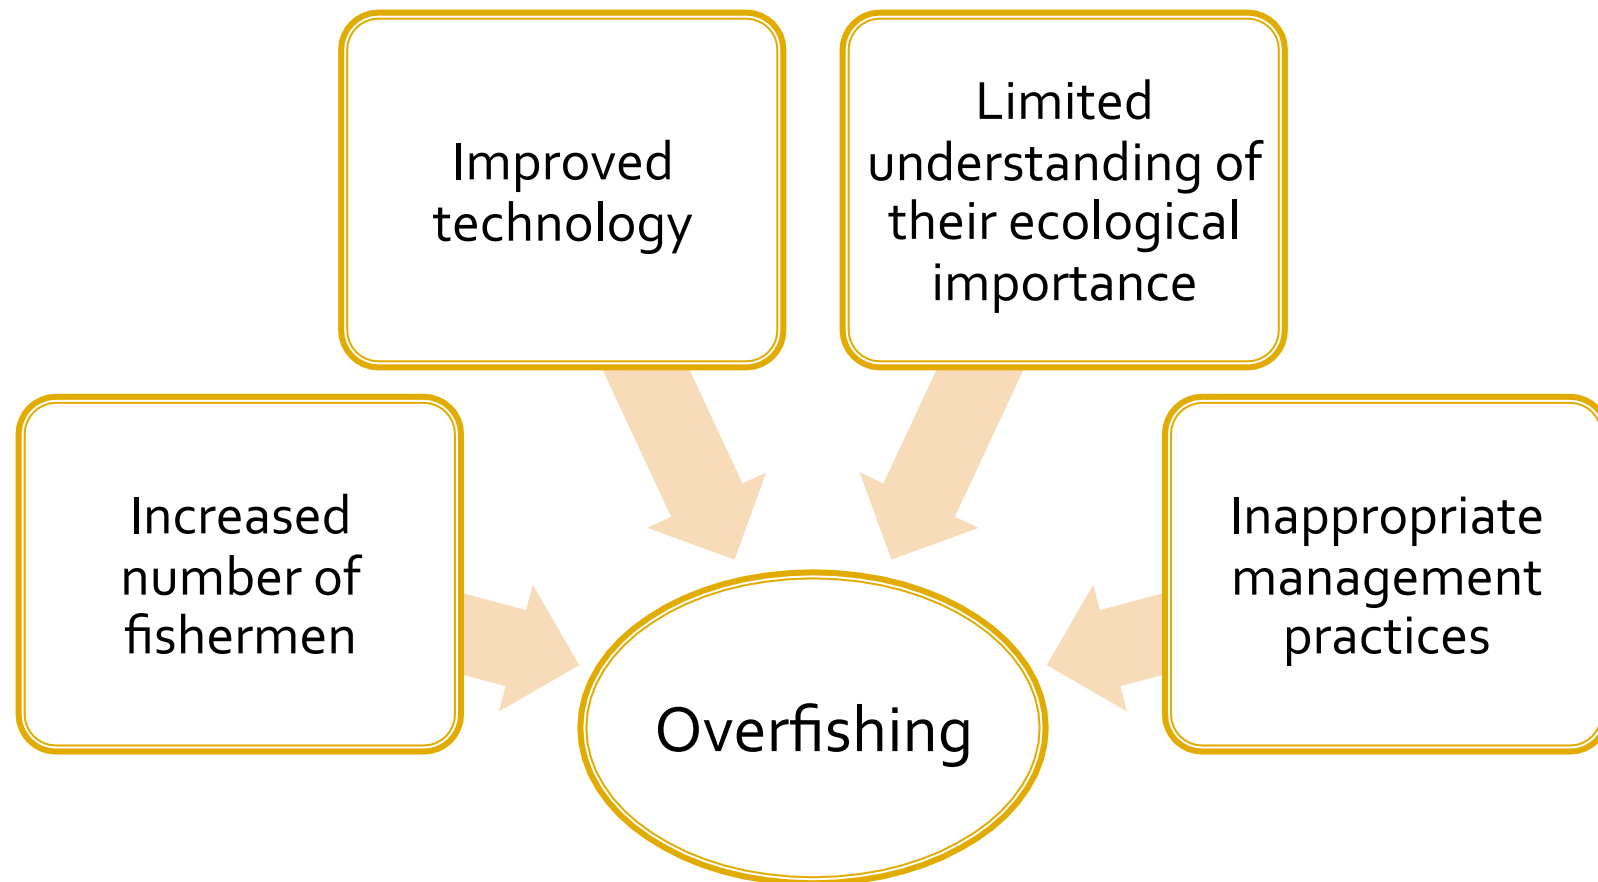 Improved
technology
Limited
understanding of
their ecological
importance
Increased
number of
fishermen
Inappropriate
management
practices
Overfishing